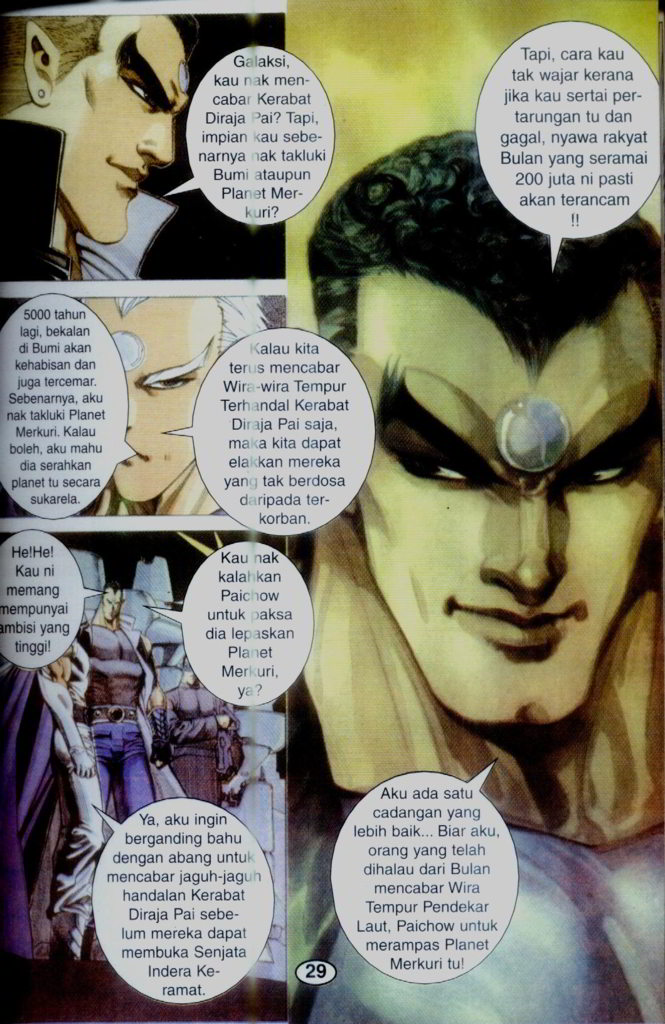 Galaksi,
kau nak men-
cabar Kerabat
Diraja Pai? Tapi,
impian kau sebe-
narnya nak takluki
Bumi ataupun
Planet Mer-
kuri?
5000 tahun
lagi, bekalan
di Bumi akan
kehabisan dan
juga tercemar.
Sebenarnya, aku
nak takluki Planet
Merkuri. Kalau
boleh, aku mahu
dia serahkan
planet tu secara
sukarela.
Kalau kita
terus mencabar
Wira-wira Tempur
Terhandal Kerabat
Diraja Pai saja,
maka kita dapat
elakkan mereka
yang tak berdosa
daripada ter-
korban.
He!He!
Kau ni
memang
mempunyai
ambisi yang
tinggi!
Kau nak
kalahkan
Paichow
untuk paksa
dia lepaskan
Planet
Merkuri,
ya?
Ya, aku ingin
berganding bahu
dengan abang untuk
mencabar jaguh-jaguh
handalan Kerabat
Diraja Pai sebe-
lum mereka dapat
membuka Senjata
Indera Ke-
ramat.
Tapi, cara kau
tak wajar kerana
jika kau sertai per-
tarungan tu dan
gagal, nyawa rakyat
Bulan yang seramai
200 juta ni pasti
akan terancam
!!
Aku ada satu
cadangan yang
lebih baik... Biar aku,
orang yang telah
dihalau dari Bulan
mencabar Wira
Tempur Pendekar
Laut, Paichow untuk
merampas Planet
Merkuri tu!
29